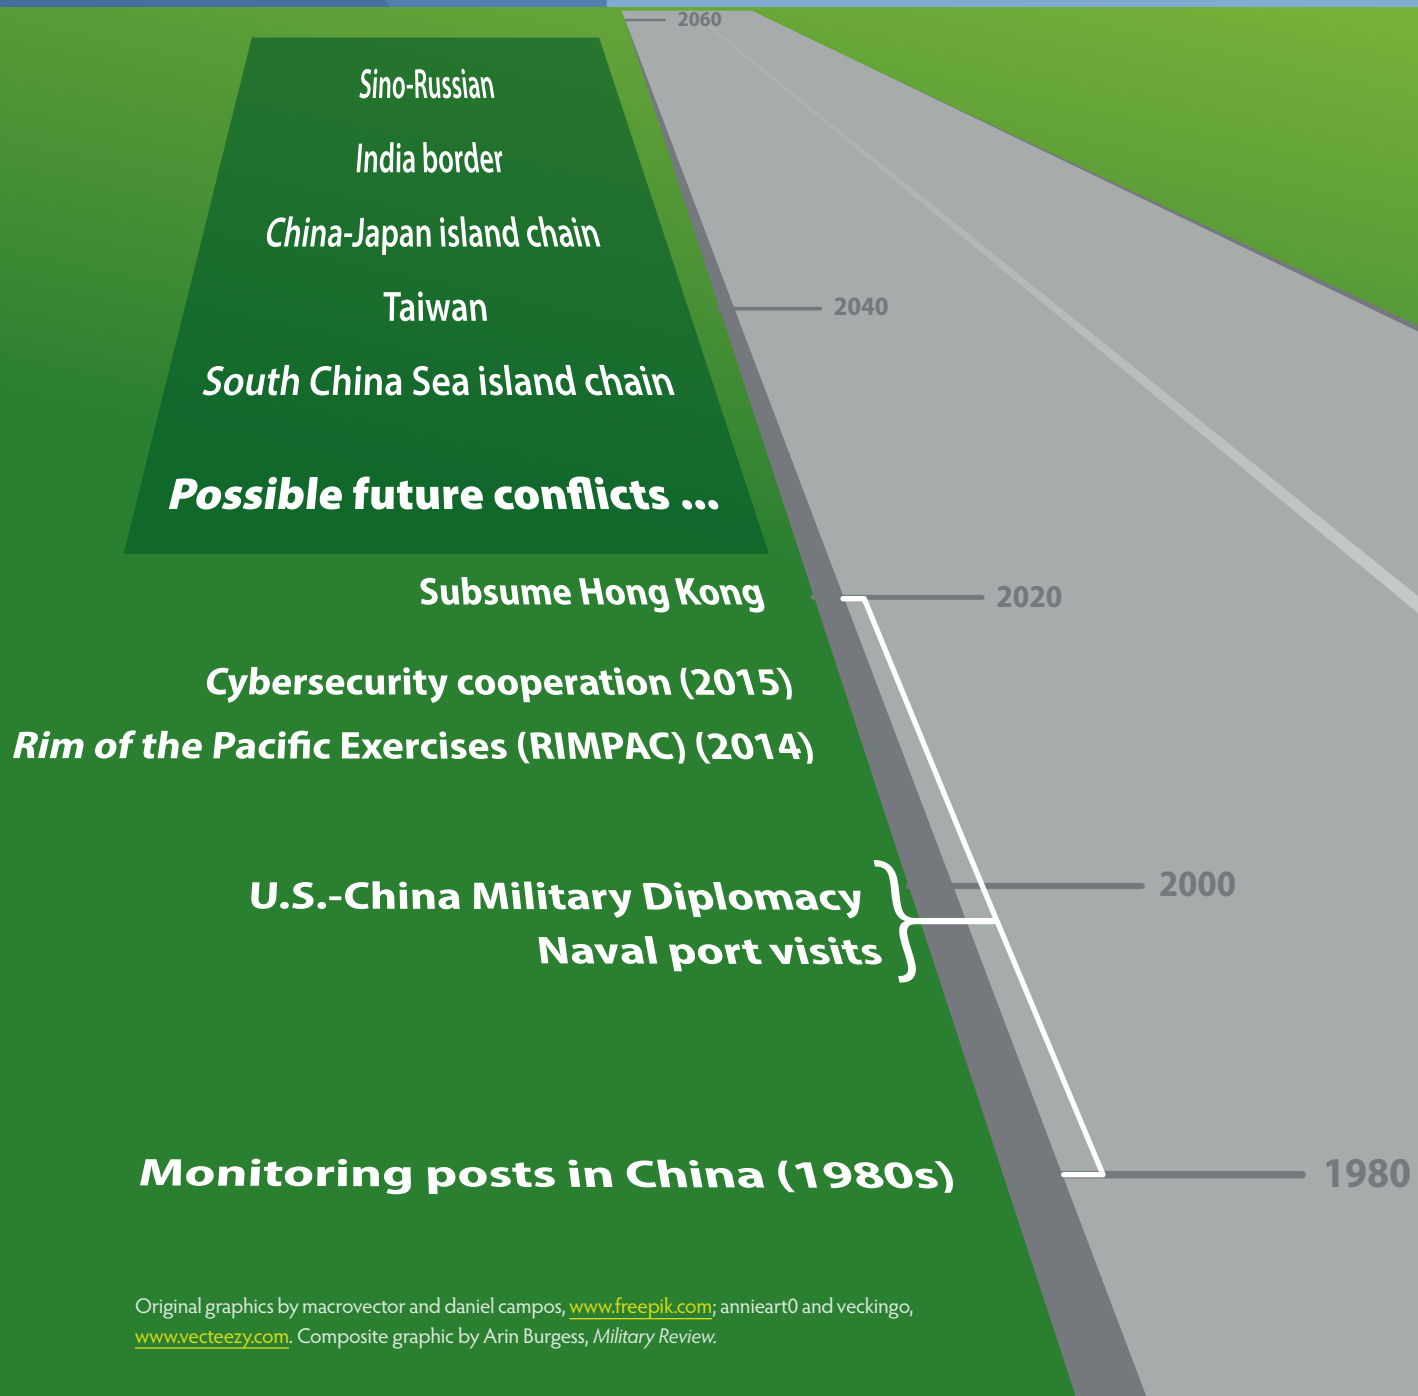 2060
Sino-Russian
India border
China-Japan island chain
Taiwan
2040
South China Sea island chain
Possible future conflicts ...
Subsume Hong Kong
2020
Cybersecurity cooperation (2015)
Rim of the Pacific Exercises (RIMPAC) (2014)
U.S.-China Military Diplomacy
2000
Naval port visits
Monitoring posts in China (1980s)
1980
Original graphics by macrovector and daniel campos, www.freepik.com; annieart0 and veckingo,
www.vecteezy.com. Composite graphic by Arin Burgess, Military Review.